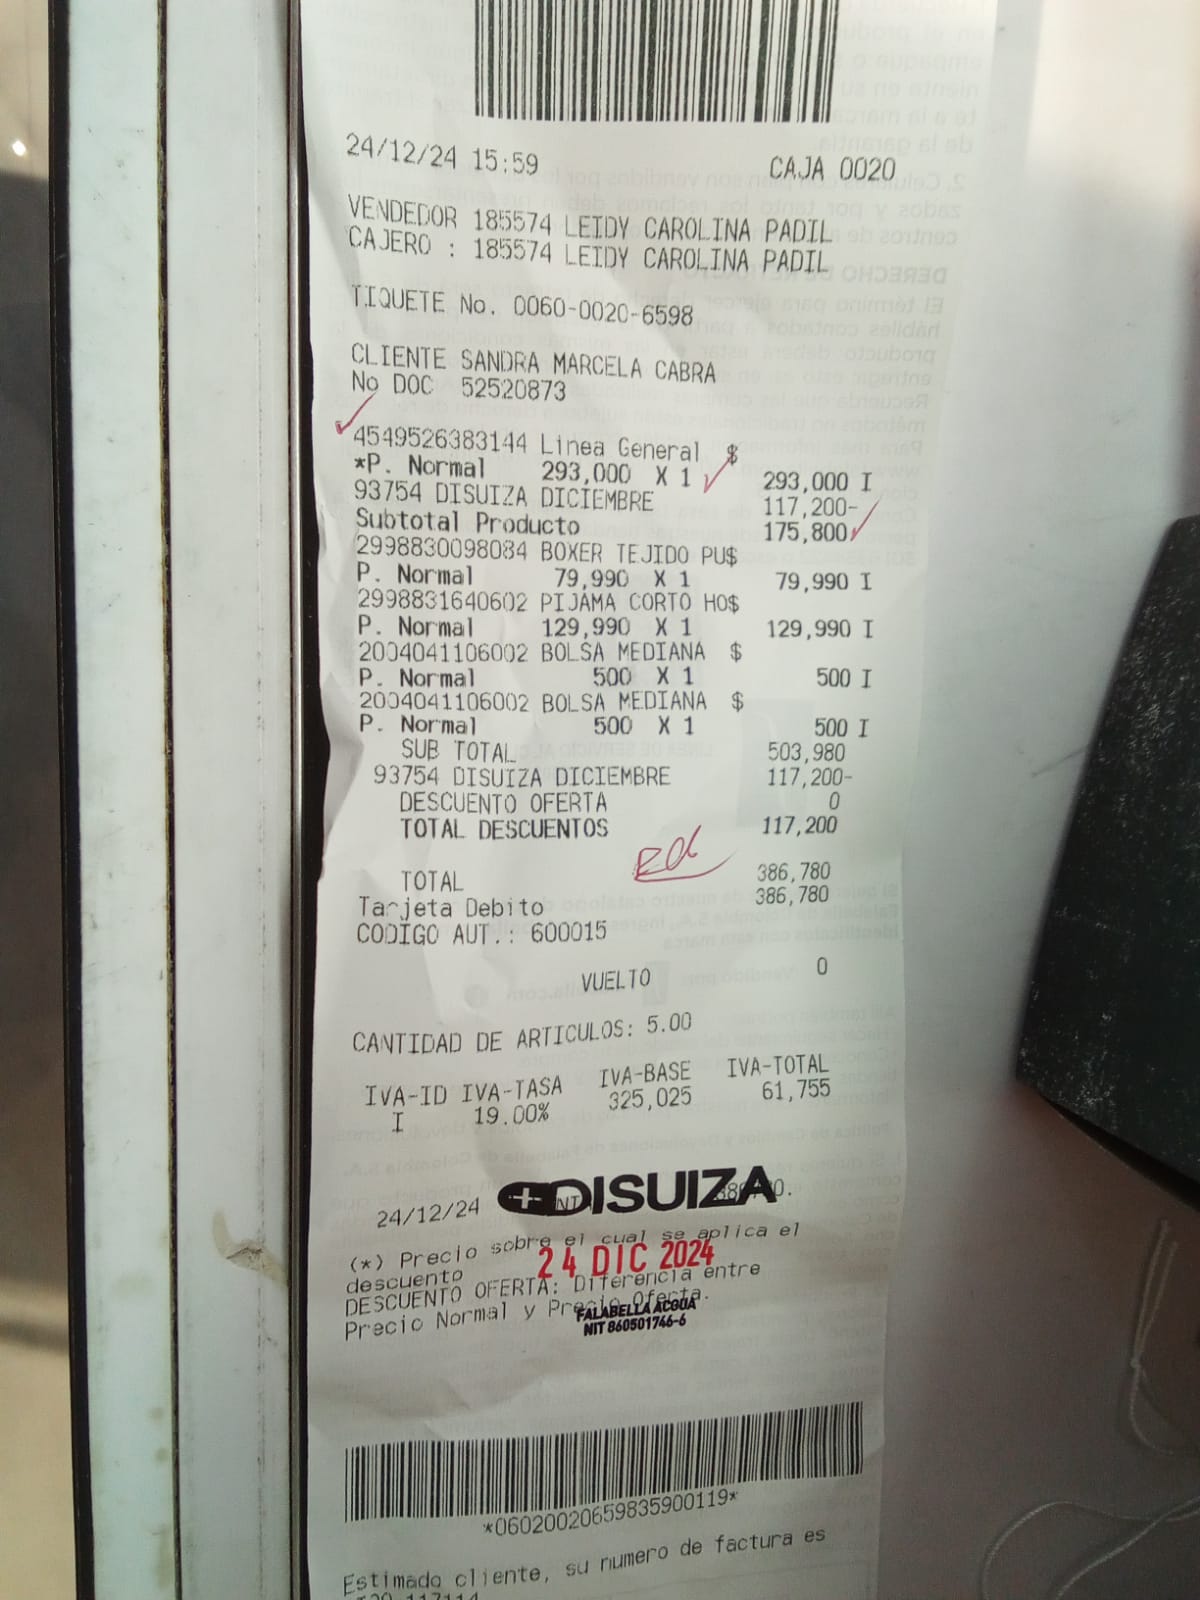 24/12/24 15:59 CAJA 0020
VENDEDOR 185574 LEIDY CAROLINA PADIL
CAJERO : 185574 LEIDY CAROLINA PADIL
TIQUETE No. 0060-0020-6598
CLIENTE SANDRA MARCELA CABRA
No DOC 52520873
4549526383144 Linea General $
*P. Normal 293,000 X 1 293,000 I
93754 DISUIZA DICIEMBRE 117,200-
Subtotal Producto 175,800
2998830098084 BOXER TEJIDO PU$
P. Normal 79,990 X 1 79,990 I
2998831640602 PIJAMA CORTO HO$
P. Normal 129,990 X 1 129,990 I
2004041106002 BOLSA MEDIANA $
P. Normal 500 X 1 500 I
2004041106002 BOLSA MEDIANA $
P. Normal 500 X 1 500 I
SUB TOTAL 503,980
93754 DISUIZA DICIEMBRE 117,200-
DESCUENTO OFERTA 0
TOTAL DESCUENTOS 117,200
TOTAL 386,780
Tarjeta Debito 386,780
CODIGO AUT.: 600015
VUELTO 0
CANTIDAD DE ARTICULOS: 5.00
IVA-ID IVA-TASA IVA-BASE IVA-TOTAL
I 19.00% 325,025 61,755
DISUIZA
24/12/24
(*) Precio sobre el cual se aplica el
descuento
24 DIC 2024
DESCUENTO OFERTA: Diferencia entre
Precio Normal y Precio Oferta.
FALABELLA ACQUA
NIT 860501746-6
*060200206598359001 19*
Estimado cliente, su numero de factura es